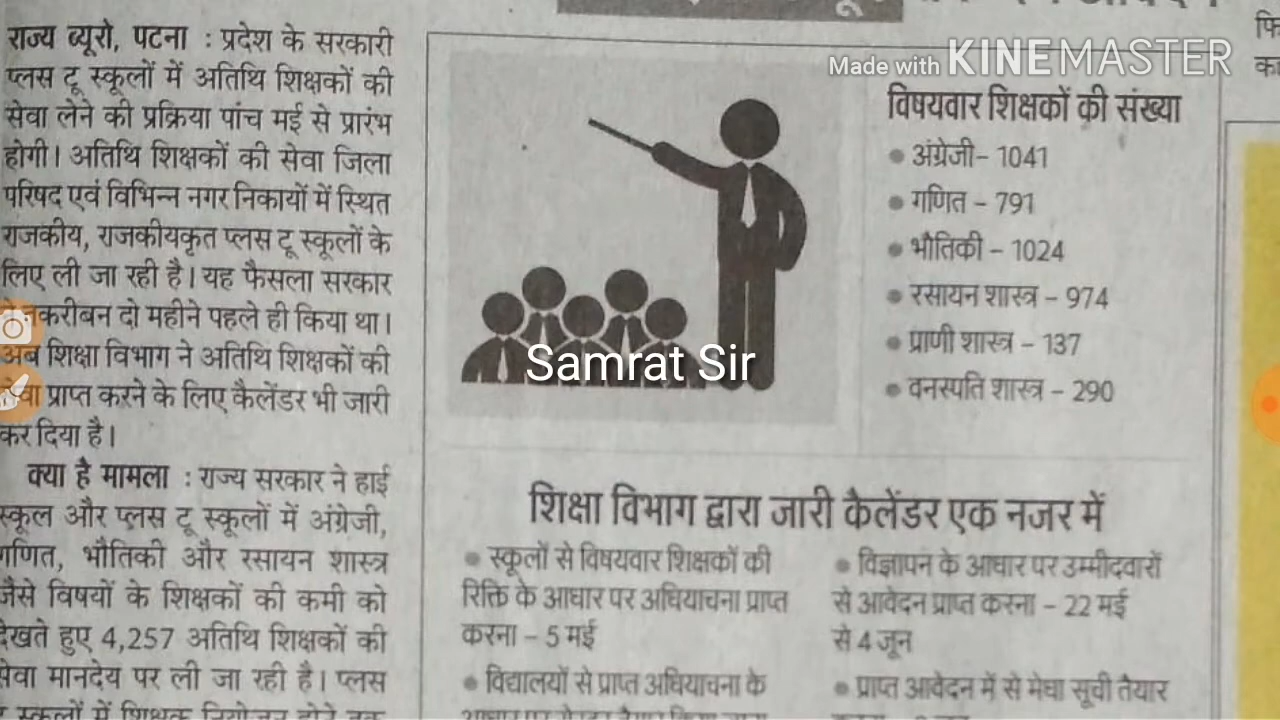 राज्य ब्यूरो, पटना : प्रदेश के सरकारी
प्लस टू स्कूलों में अतिथि शिक्षकों की
सेवा लेने की प्रक्रिया पांच मई से प्रारंभ
होगी। अतिथि शिक्षकों की सेवा जिला
परिषद एवं विभिन्न नगर निकायों में स्थित
राजकीय, राजकीयकृत प्लस टू स्कूलों के
लिए ली जा रही है। यह फैसला सरकार
तकरीबन दो महीने पहले ही किया था।
अब शिक्षा विभाग ने अतिथि शिक्षकों की
प्राप्त करने के लिए कैलेंडर भी जारी
कर दिया है।
क्या है मामला : राज्य सरकार ने हाई
स्कूल और प्लस टू स्कूलों में अंग्रेजी,
गणित, भौतिकी और रसायन शास्त्र
जैसे विषयों के शिक्षकों की कमी को
देखते हुए 4,257 अतिथि शिक्षकों की
सेवा मानदेय पर ली जा रही है। प्लस
Made with KINEMASTER
विषयवार शिक्षकों की संख्या
• अंग्रेजी- 1041
• गणित - 791
• भौतिकी - 1024
• रसायन शास्त्र - 974
• प्राणी शास्त्र - 137
• वनस्पति शास्त्र - 290
Samrat Sir
शिक्षा विभाग द्वारा जारी कैलेंडर एक नजर में
• स्कूलों से विषयवार शिक्षकों की
रिक्ति के आधार पर अधियाचना प्राप्त
करना - 5 मई
• विद्यालयों से प्राप्त अधियाचना के
• विज्ञापन के आधार पर उम्मीदवारों
से आवेदन प्राप्त करना - 22 मई
से 4 जून
• प्राप्त आवेदन में से मेधा सूची तैयार